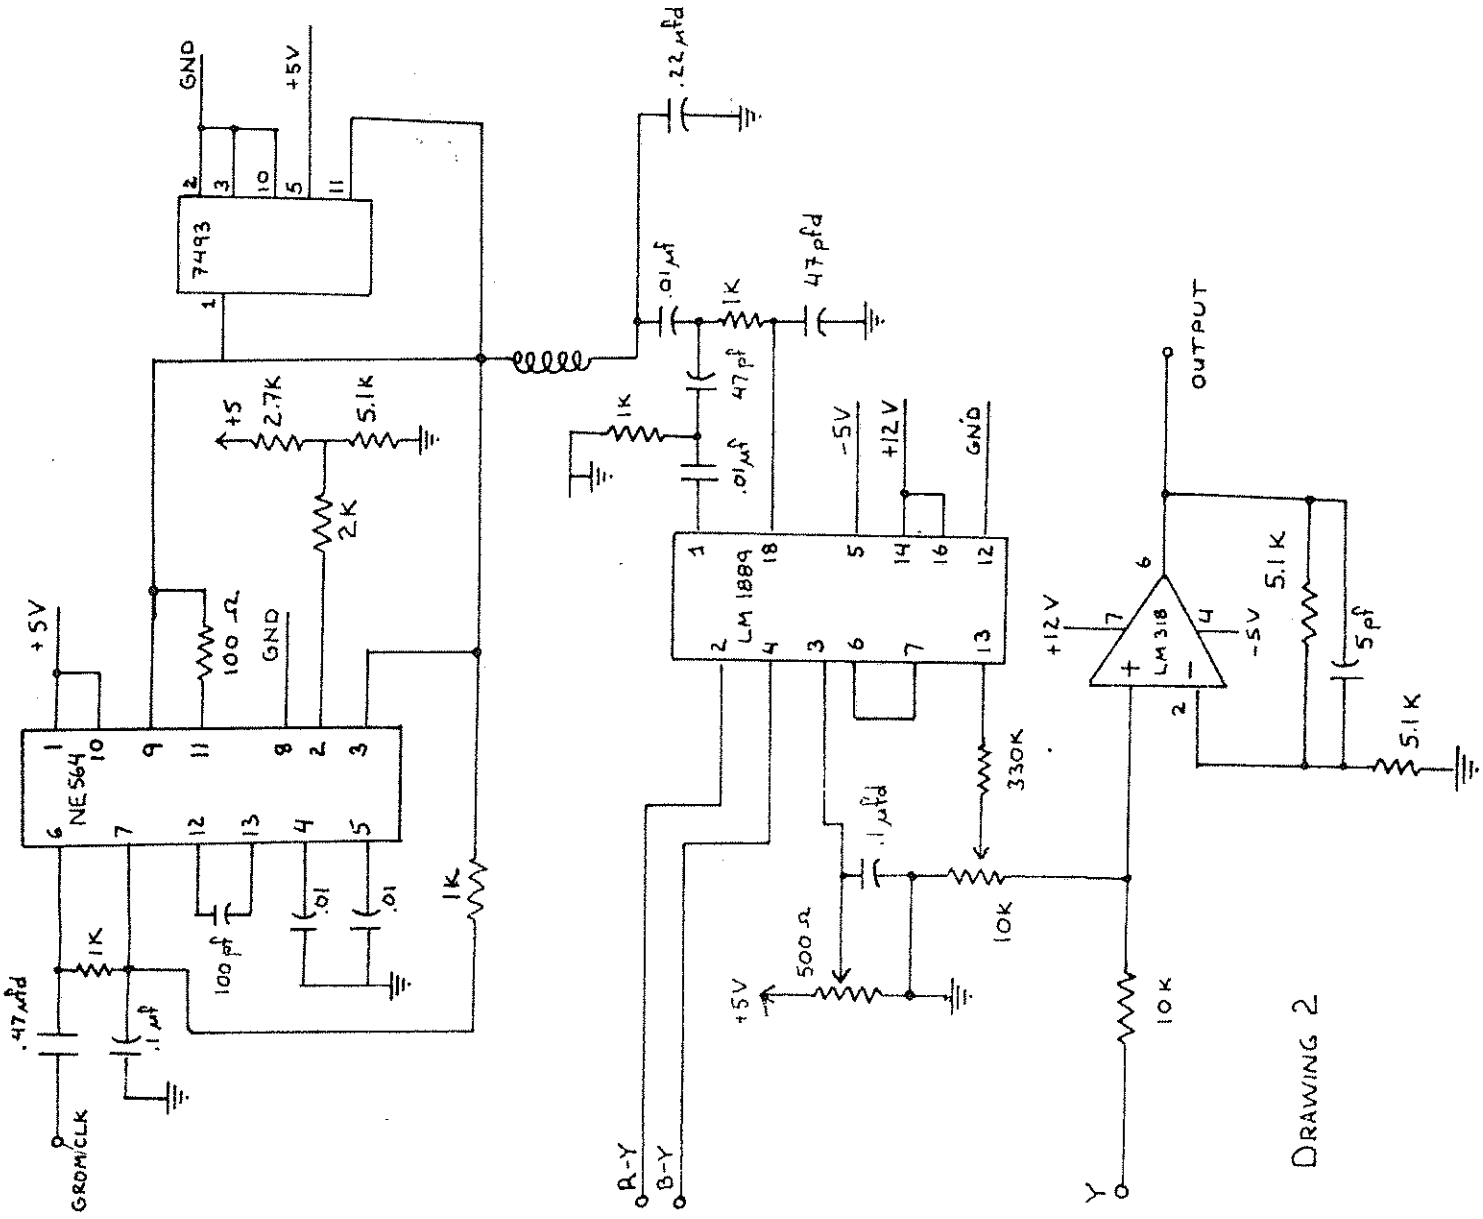 GROM/CLK
.47 µfd
1K
.1 µf
100 pf
.01
.01
1K
NE564
6
7
12
13
4
5
1
10
9
11
8
2
3
+5V
100 Ω
GND
2K
+5
2.7K
5.1K
7493
1
2
3
10
5
11
GND
+5V
.22 µfd
.01 µf
1K
47 pfd
47 pf
1K
.01 µf
R-Y
B-Y
LM 1889
2
4
3
6
7
13
1
18
5
14
16
12
-5V
+12V
GND
+5V
500 Ω
.1 µfd
10K
330K
Y
10K
LM 318
+
-
2
7
4
6
+12V
-5V
5.1K
5 pf
5.1K
OUTPUT
DRAWING 2